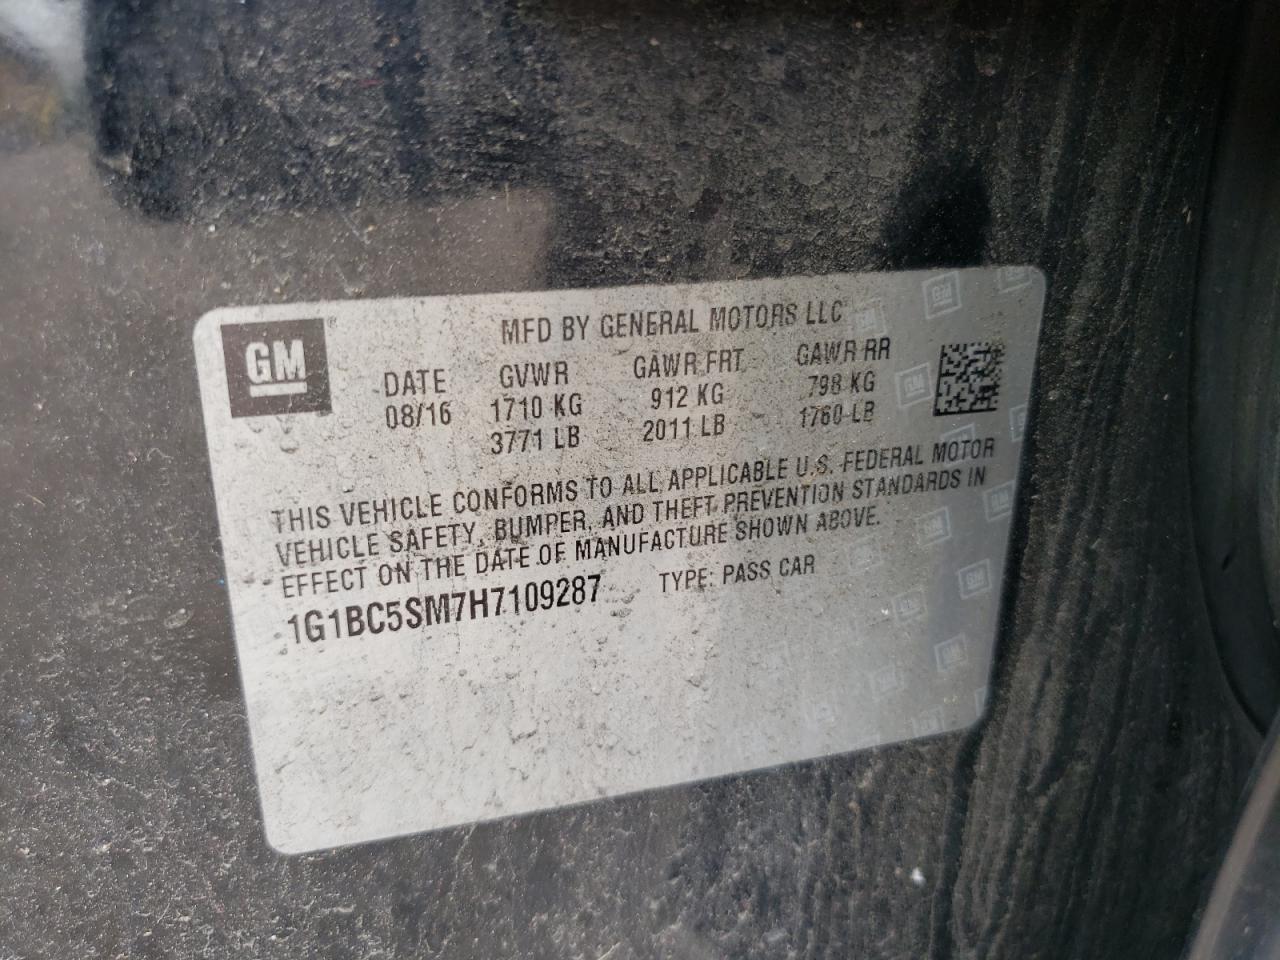 GM
MFD BY GENERAL MOTORS LLC
DATE GVWR GAWR FRT GAWR RR
08/16 1710 KG 912 KG 798 KG
3771 LB 2011 LB 1760 LB
THIS VEHICLE CONFORMS TO ALL APPLICABLE U.S. FEDERAL MOTOR
VEHICLE SAFETY, BUMPER, AND THEFT PREVENTION STANDARDS IN
EFFECT ON THE DATE OF MANUFACTURE SHOWN ABOVE.
1G1BC5SM7H7109287 TYPE: PASS CAR